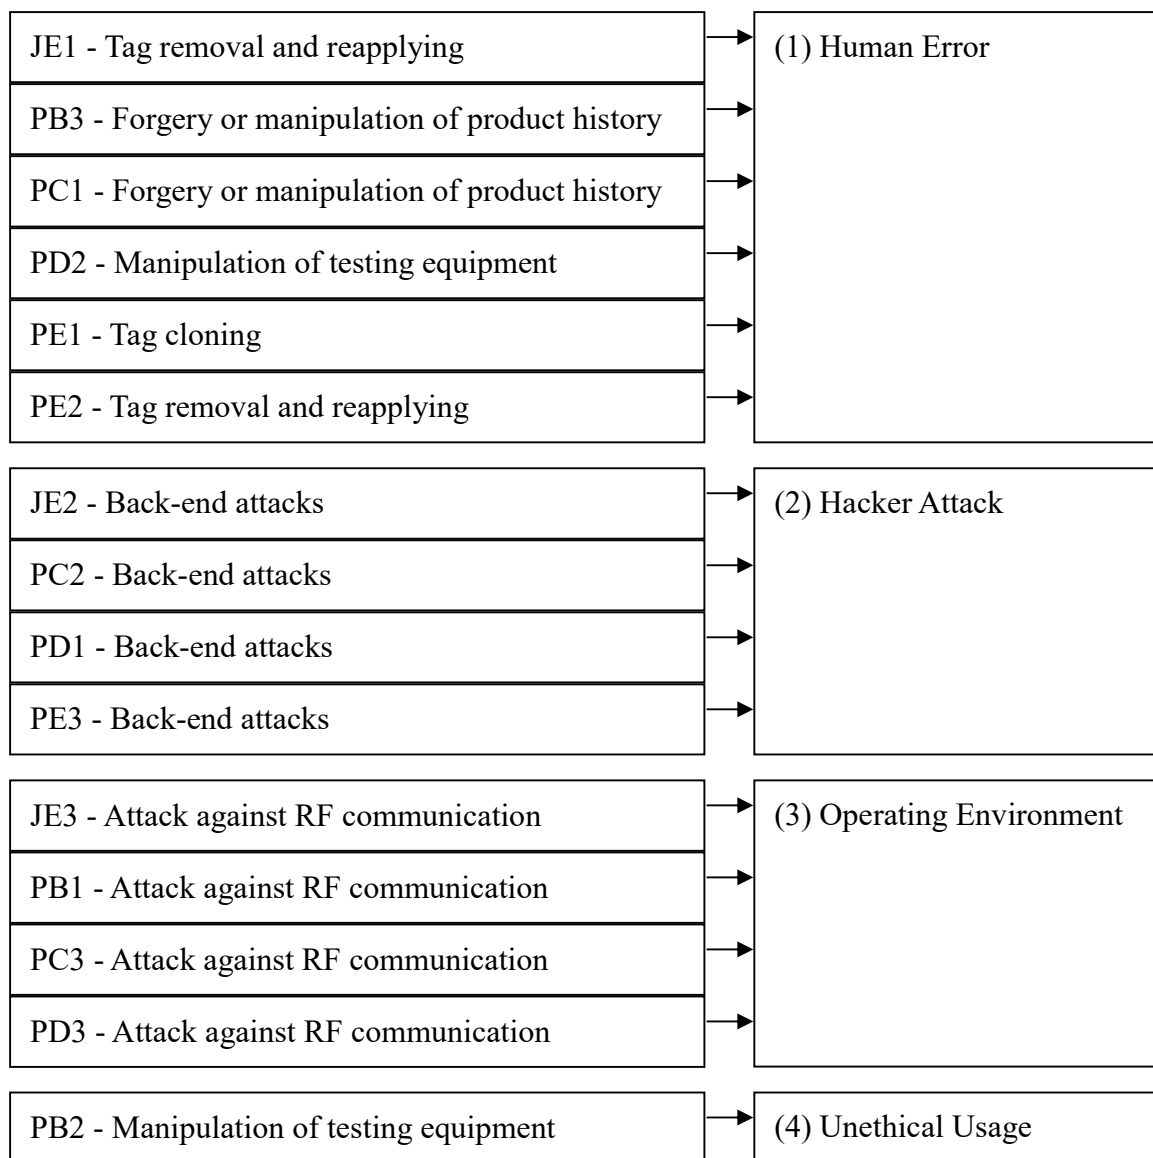 JE1 - Tag removal and reapplying
(1) Human Error
PB3 - Forgery or manipulation of product history
PC1 - Forgery or manipulation of product history
PD2 - Manipulation of testing equipment
PE1 - Tag cloning
PE2 - Tag removal and reapplying
JE2 - Back-end attacks
(2) Hacker Attack
PC2 - Back-end attacks
PD1 - Back-end attacks
PE3 - Back-end attacks
JE3 - Attack against RF communication
(3) Operating Environment
PB1 - Attack against RF communication
PC3 - Attack against RF communication
PD3 - Attack against RF communication
PB2 - Manipulation of testing equipment
(4) Unethical Usage